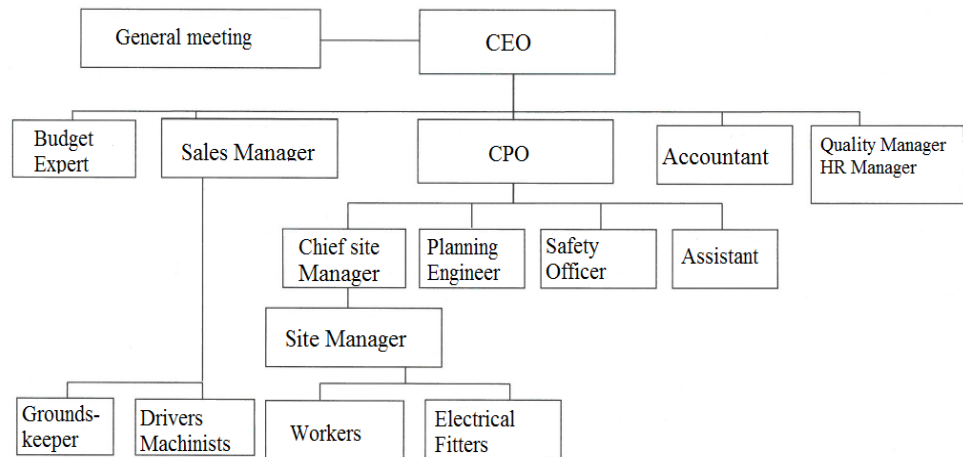 General meeting
CEO
Budget
Expert
Sales Manager
CPO
Accountant
Quality Manager
HR Manager
Chief site
Manager
Planning
Engineer
Safety
Officer
Assistant
Site Manager
Grounds-
keeper
Drivers
Machinists
Workers
Electrical
Fitters